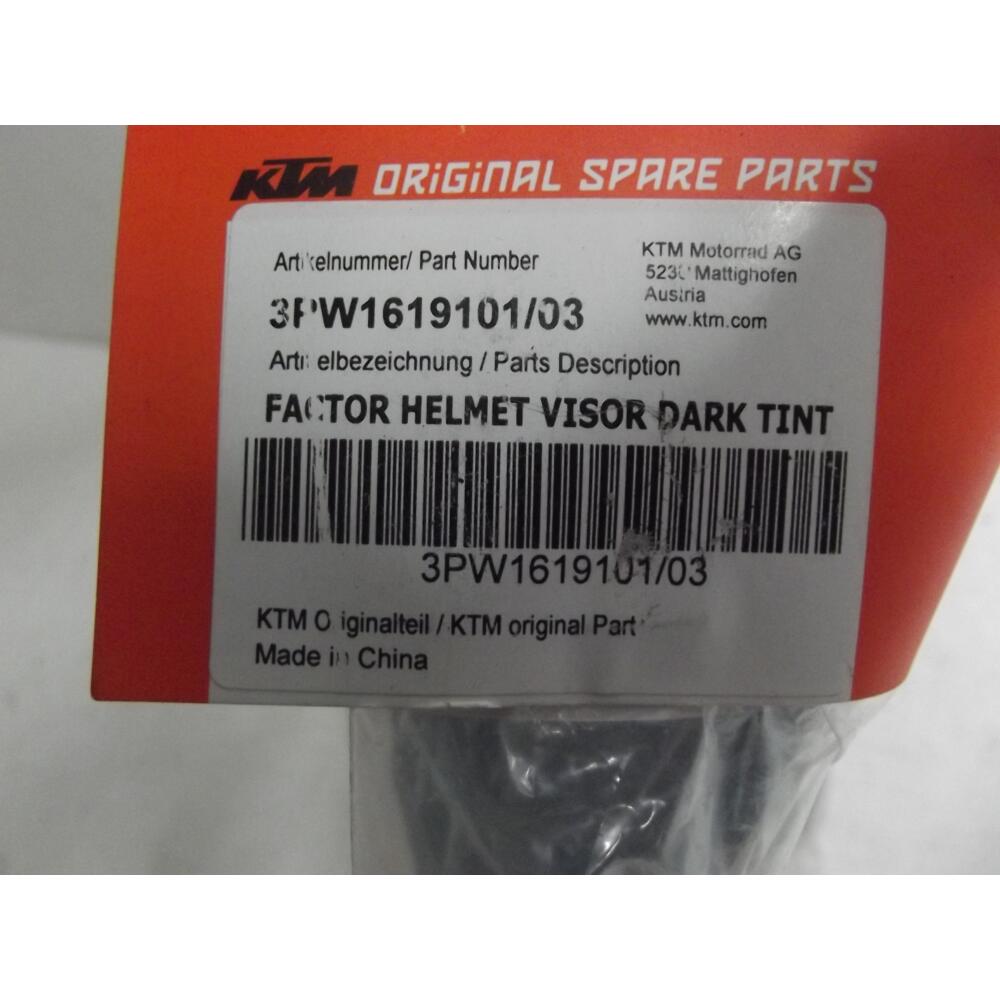 KTM ORiGiNAL SPARE PARTS
Artikelnummer/ Part Number
3PW1619101/03
KTM Motorrad AG
5230 Mattighofen
Austria
www.ktm.com
Artikelbezeichnung / Parts Description
FACTOR HELMET VISOR DARK TINT
3PW1619101/03
KTM Originalteil / KTM original Part
Made in China